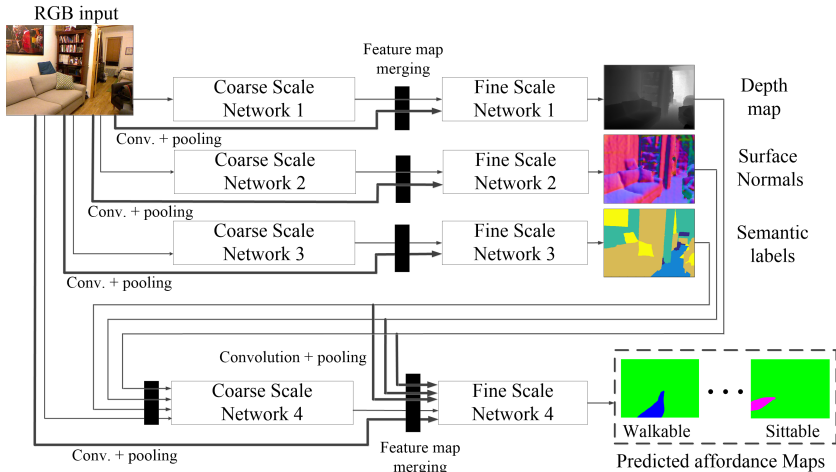 RGB input
Feature map
merging
Coarse Scale
Network 1
Fine Scale
Network 1
Depth
map
Conv. + pooling
Coarse Scale
Network 2
Fine Scale
Network 2
Surface
Normals
Conv. + pooling
Coarse Scale
Network 3
Fine Scale
Network 3
Semantic
labels
Conv. + pooling
Convolution + pooling
Coarse Scale
Network 4
Fine Scale
Network 4
Walkable
Sittable
Conv. + pooling
Feature map
merging
Predicted affordance Maps